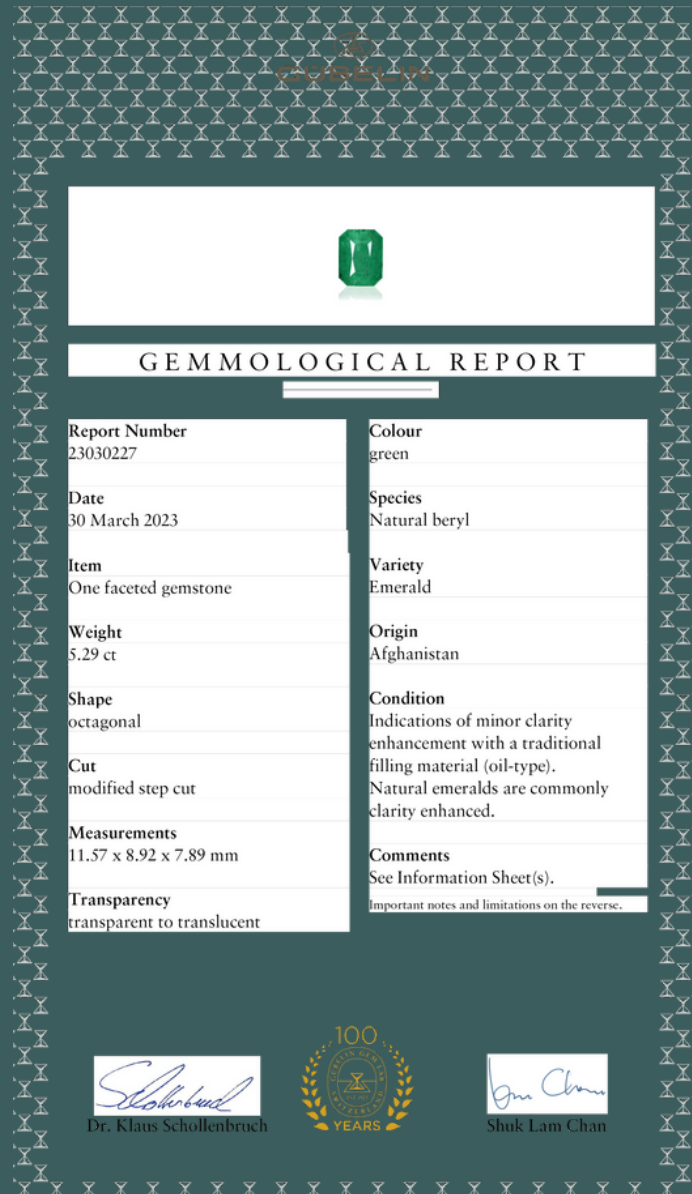 GÜBELIN
GEMMOLOGICAL REPORT
Report Number
23030227
Date
30 March 2023
Item
One faceted gemstone
Weight
5.29 ct
Shape
octagonal
Cut
modified step cut
Measurements
11.57 x 8.92 x 7.89 mm
Transparency
transparent to translucent
Colour
green
Species
Natural beryl
Variety
Emerald
Origin
Afghanistan
Condition
Indications of minor clarity
enhancement with a traditional
filling material (oil-type).
Natural emeralds are commonly
clarity enhanced.
Comments
See Information Sheet(s).
Important notes and limitations on the reverse.
Dr. Klaus Schollenbruch
100
GÜBELIN GEM LAB
SWITZERLAND
YEARS
Shuk Lam Chan